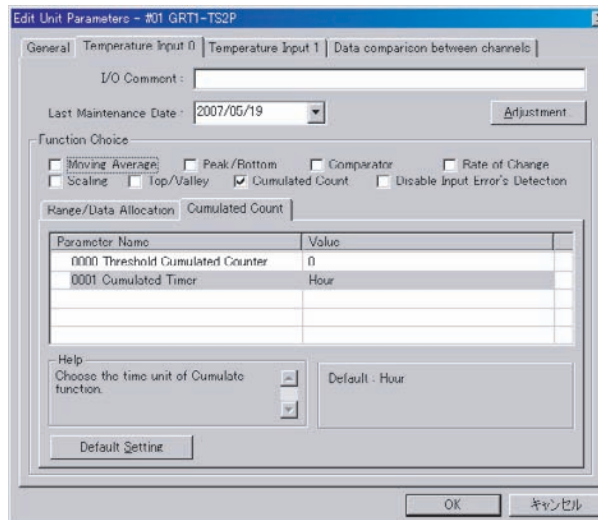 Edit Unit Parameters - #01 GRT1-TS2P
General Temperature Input 0 Temperature Input 1 Data comparison between channels
I/O Comment :
Last Maintenance Date : 2007/05/19 Adjustment
Function Choice
Moving Average Peak/Bottom Comparator Rate of Change
Scaling Top/Valley Cumulated Count Disable Input Error's Detection
Range/Data Allocation Cumulated Count
Parameter Name Value
0000 Threshold Cumulated Counter 0
0001 Cumulated Timer Hour
Help
Choose the time unit of Cumulate
function.
Default : Hour
Default Setting
OK キャンセル